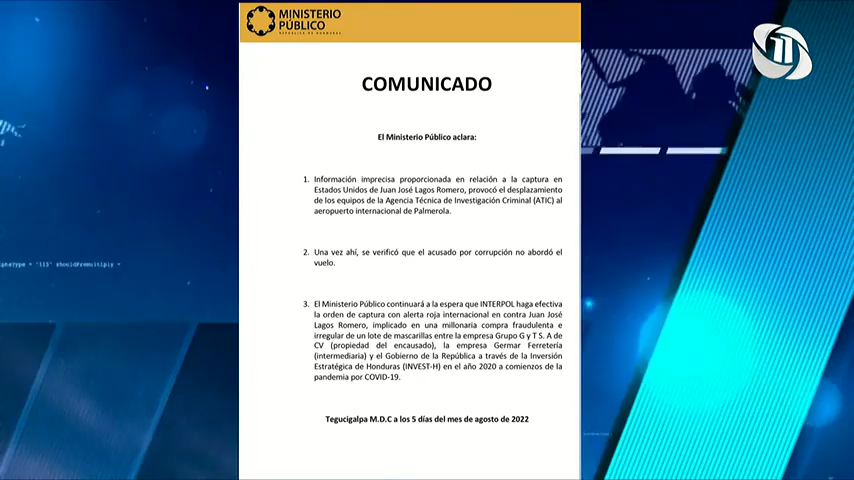 MINISTERIO
PÚBLICO
REPÚBLICA DE HONDURAS
11
COMUNICADO
El Ministerio Público aclara:
1. Información imprecisa proporcionada en relación a la captura en
Estados Unidos de Juan José Lagos Romero, provocó el desplazamiento
de los equipos de la Agencia Técnica de Investigación Criminal (ATIC) al
aeropuerto internacional de Palmerola.
2. Una vez ahí, se verificó que el acusado por corrupción no abordó el
vuelo.
3. El Ministerio Público continuará a la espera que INTERPOL haga efectiva
la orden de captura con alerta roja internacional en contra Juan José
Lagos Romero, implicado en una millonaria compra fraudulenta e
irregular de un lote de mascarillas entre la empresa Grupo G y T S. A de
CV (propiedad del encausado), la empresa Germar Ferretería
(intermediaria) y el Gobierno de la República a través de la Inversión
Estratégica de Honduras (INVEST-H) en el año 2020 a comienzos de la
pandemia por COVID-19.
Tegucigalpa M.D.C a los 5 días del mes de agosto de 2022